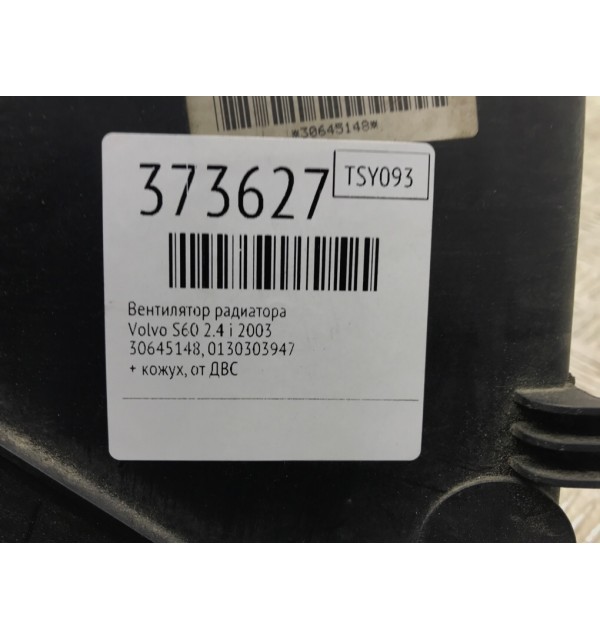 *30645148*
373627
TSY093
Вентилятор радиатора
Volvo S60 2.4 i 2003
30645148, 0130303947
+ кожух, от ДВС